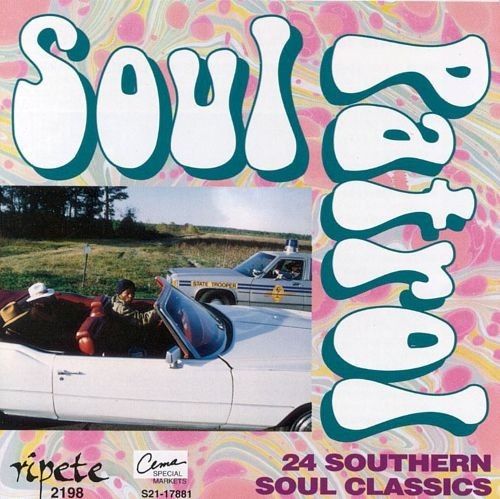 Soul
Patrol
STATE TROOPER
ripete
2198
Cema
SPECIAL
MARKETS
S21-17881
24 SOUTHERN
SOUL CLASSICS